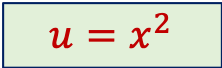 u = x²